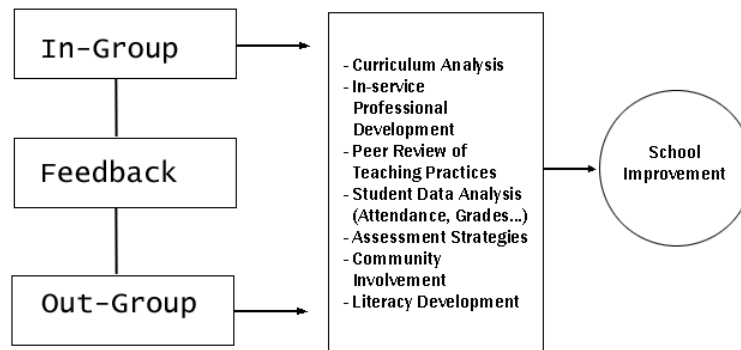 In-Group
Feedback
Out-Group
- Curriculum Analysis
- In-service
Professional
Development
- Peer Review of
Teaching Practices
- Student Data Analysis
(Attendance, Grades...)
- Assessment Strategies
- Community
Involvement
- Literacy Development
School
Improvement